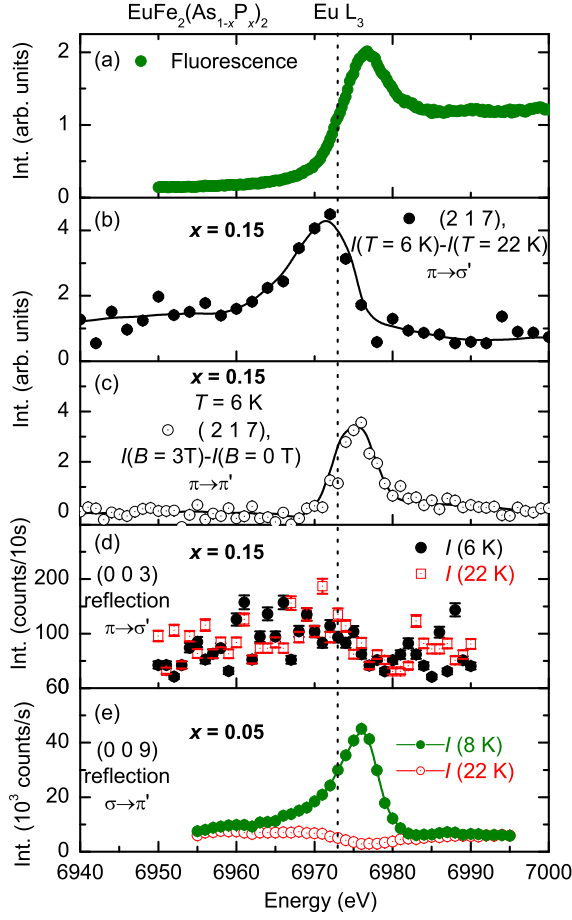 EuFe₂(As₁₋ₓPₓ)₂ Eu L₃
(a) Fluorescence
Int. (arb. units)
2
1
0
(b) x = 0.15
(2 1 7),
I(T = 6 K)-I(T = 22 K)
π→σ'
4
2
0
Int. (arb. units)
(c) x = 0.15
T = 6 K
(2 1 7),
I(B = 3T)-I(B = 0 T)
π→π'
4
2
0
(d) x = 0.15
I (6 K)
I (22 K)
(0 0 3)
reflection
π→σ'
Int. (counts/10s)
200
100
60
(e) x = 0.05
I (8 K)
I (22 K)
(0 0 9)
reflection
σ→π'
Int. (10³ counts/s)
40
20
0
6940 6950 6960 6970 6980 6990 7000
Energy (eV)